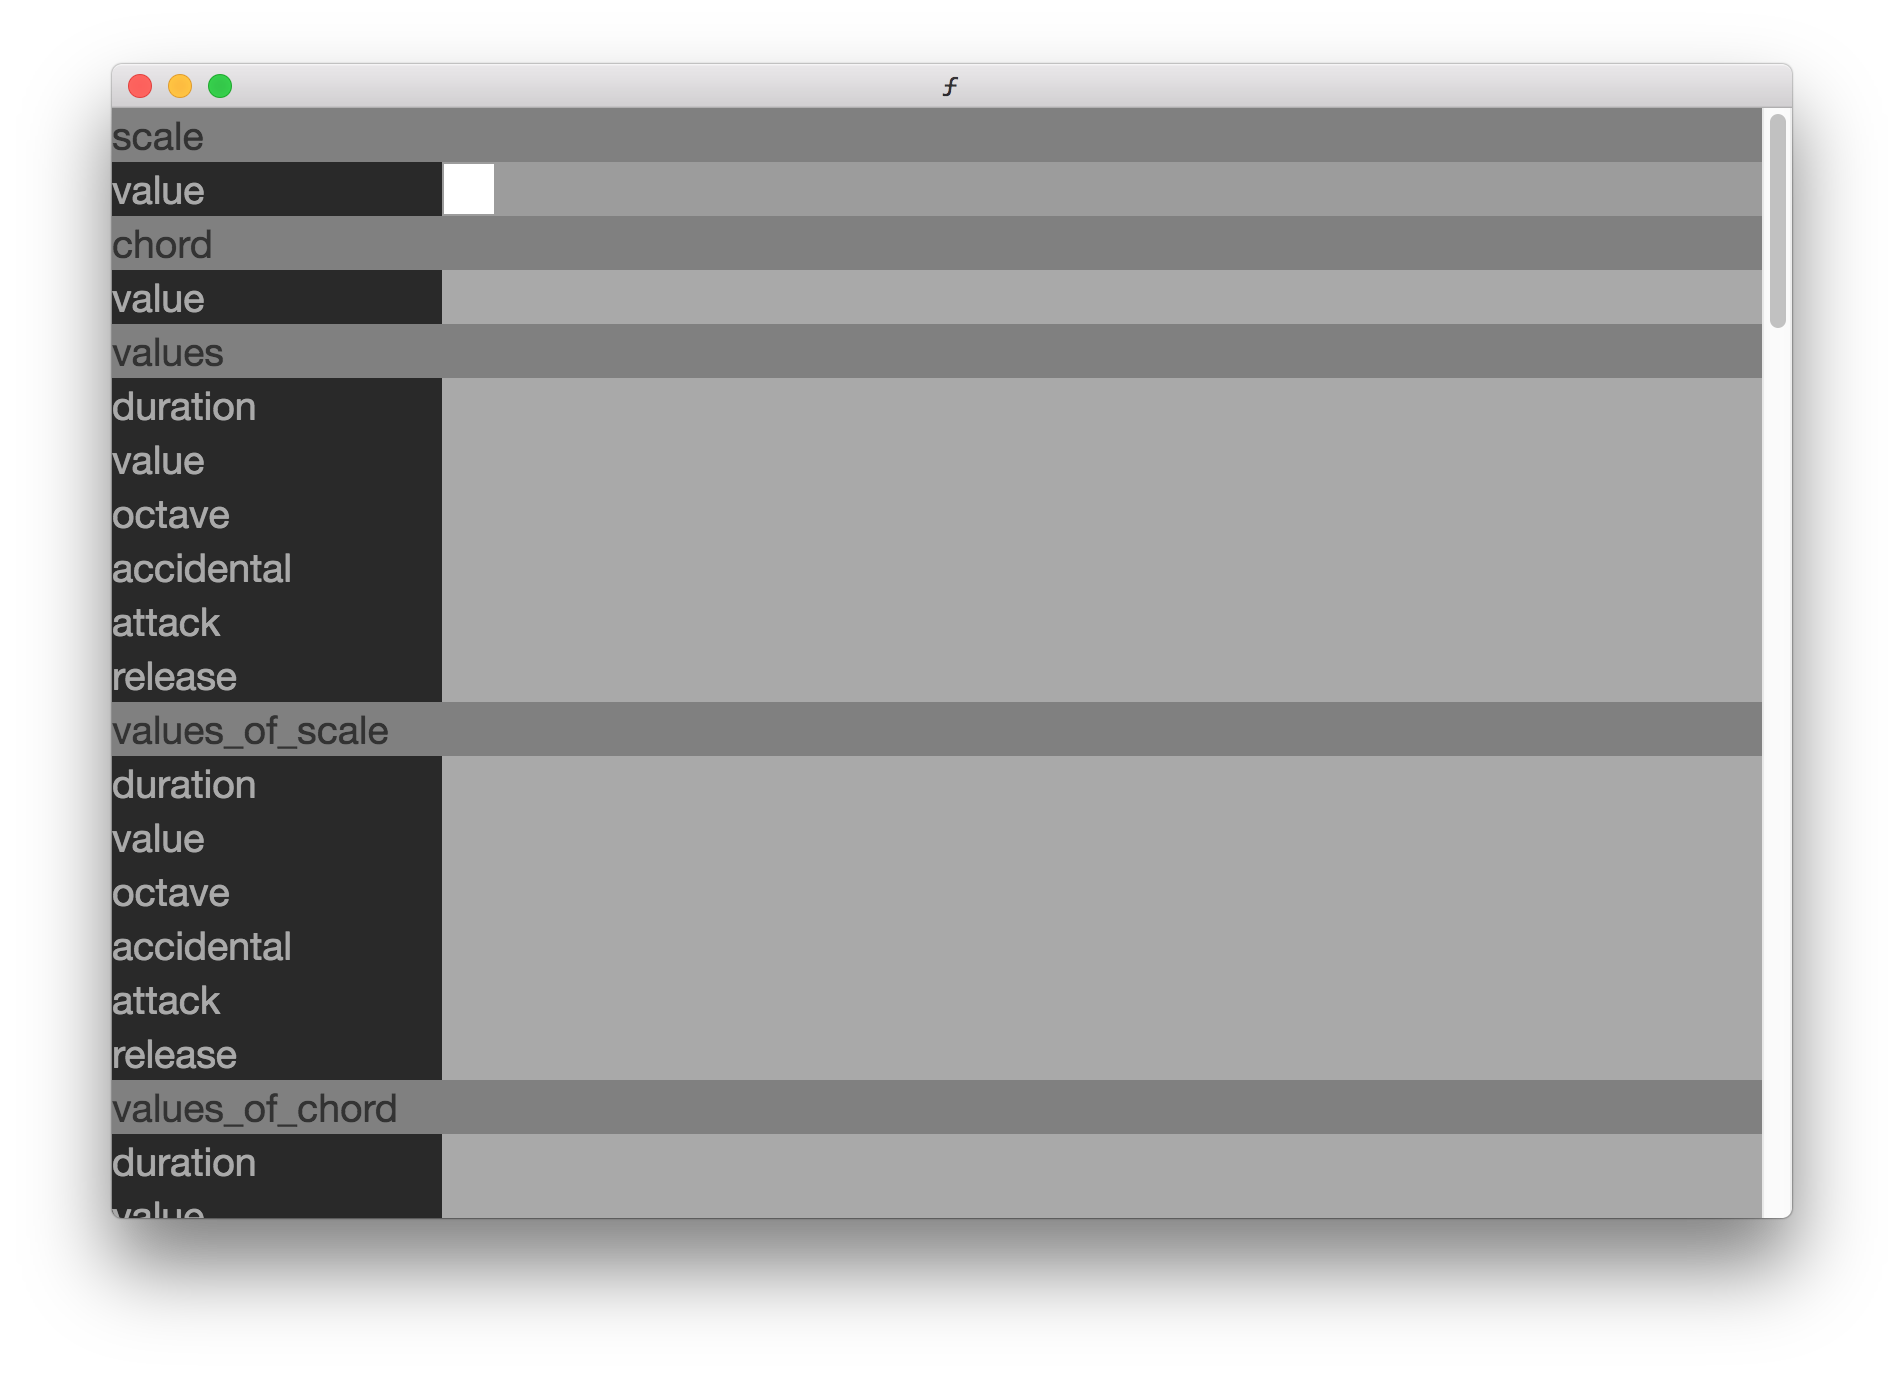 ƒ
scale
value
chord
value
values
duration
value
octave
accidental
attack
release
values_of_scale
duration
value
octave
accidental
attack
release
values_of_chord
duration
value